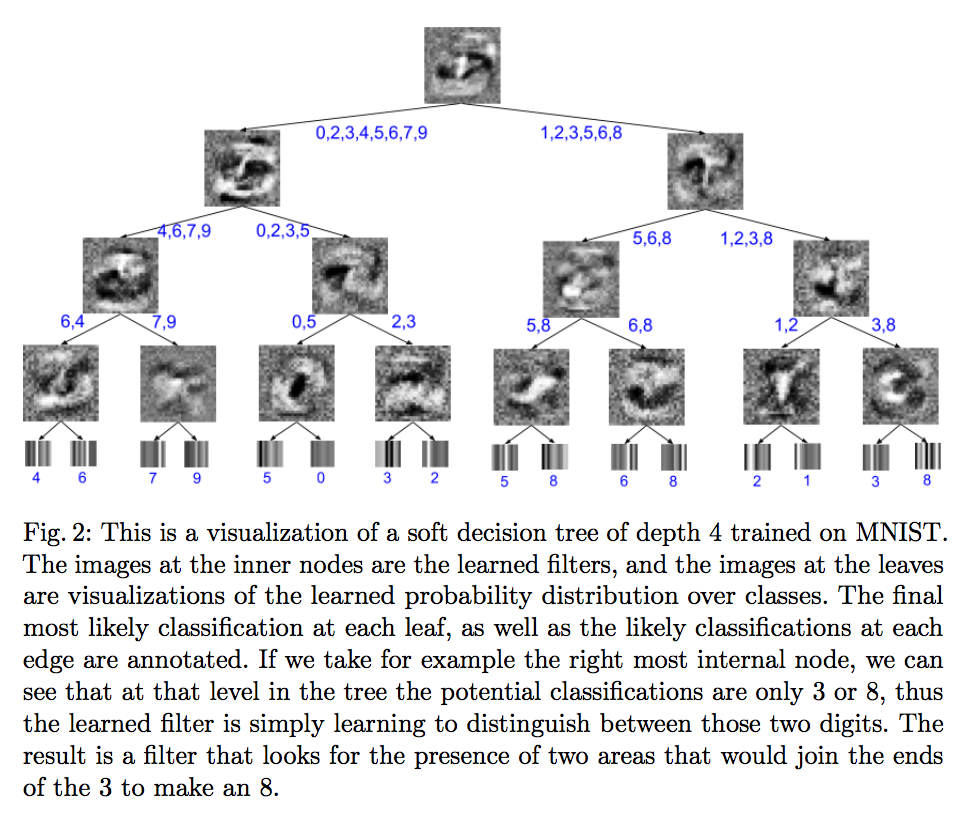 0,2,3,4,5,6,7,9 1,2,3,5,6,8
4,6,7,9 0,2,3,5 5,6,8 1,2,3,8
6,4 7,9 0,5 2,3 5,8 6,8 1,2 3,8
4 6 7 9 5 0 3 2 5 8 6 8 2 1 3 8
Fig. 2: This is a visualization of a soft decision tree of depth 4 trained on MNIST.
The images at the inner nodes are the learned filters, and the images at the leaves
are visualizations of the learned probability distribution over classes. The final
most likely classification at each leaf, as well as the likely classifications at each
edge are annotated. If we take for example the right most internal node, we can
see that at that level in the tree the potential classifications are only 3 or 8, thus
the learned filter is simply learning to distinguish between those two digits. The
result is a filter that looks for the presence of two areas that would join the ends
of the 3 to make an 8.